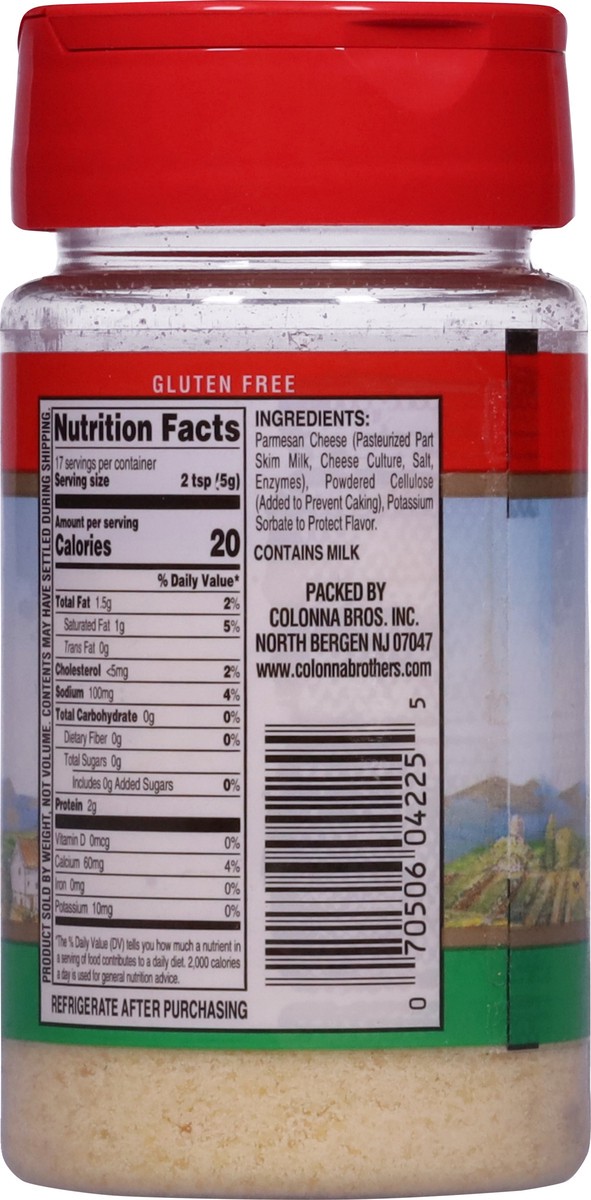 GLUTEN FREE
PRODUCT SOLD BY WEIGHT, NOT VOLUME. CONTENTS MAY HAVE SETTLED DURING SHIPPING.
Nutrition Facts
17 servings per container
Serving size 2 tsp (5g)
Amount per serving
Calories 20
% Daily Value*
Total Fat 1.5g 2%
Saturated Fat 1g 5%
Trans Fat 0g
Cholesterol <5mg 2%
Sodium 100mg 4%
Total Carbohydrate 0g 0%
Dietary Fiber 0g 0%
Total Sugars 0g
Includes 0g Added Sugars 0%
Protein 2g
Vitamin D 0mcg 0%
Calcium 60mg 4%
Iron 0mg 0%
Potassium 10mg 0%
*The % Daily Value (DV) tells you how much a nutrient in
a serving of food contributes to a daily diet. 2,000 calories
a day is used for general nutrition advice.
REFRIGERATE AFTER PURCHASING
INGREDIENTS:
Parmesan Cheese (Pasteurized Part
Skim Milk, Cheese Culture, Salt,
Enzymes), Powdered Cellulose
(Added to Prevent Caking), Potassium
Sorbate to Protect Flavor.
CONTAINS MILK
PACKED BY
COLONNA BROS. INC.
NORTH BERGEN NJ 07047
www.colonnabrothers.com
0 70506 04225 5